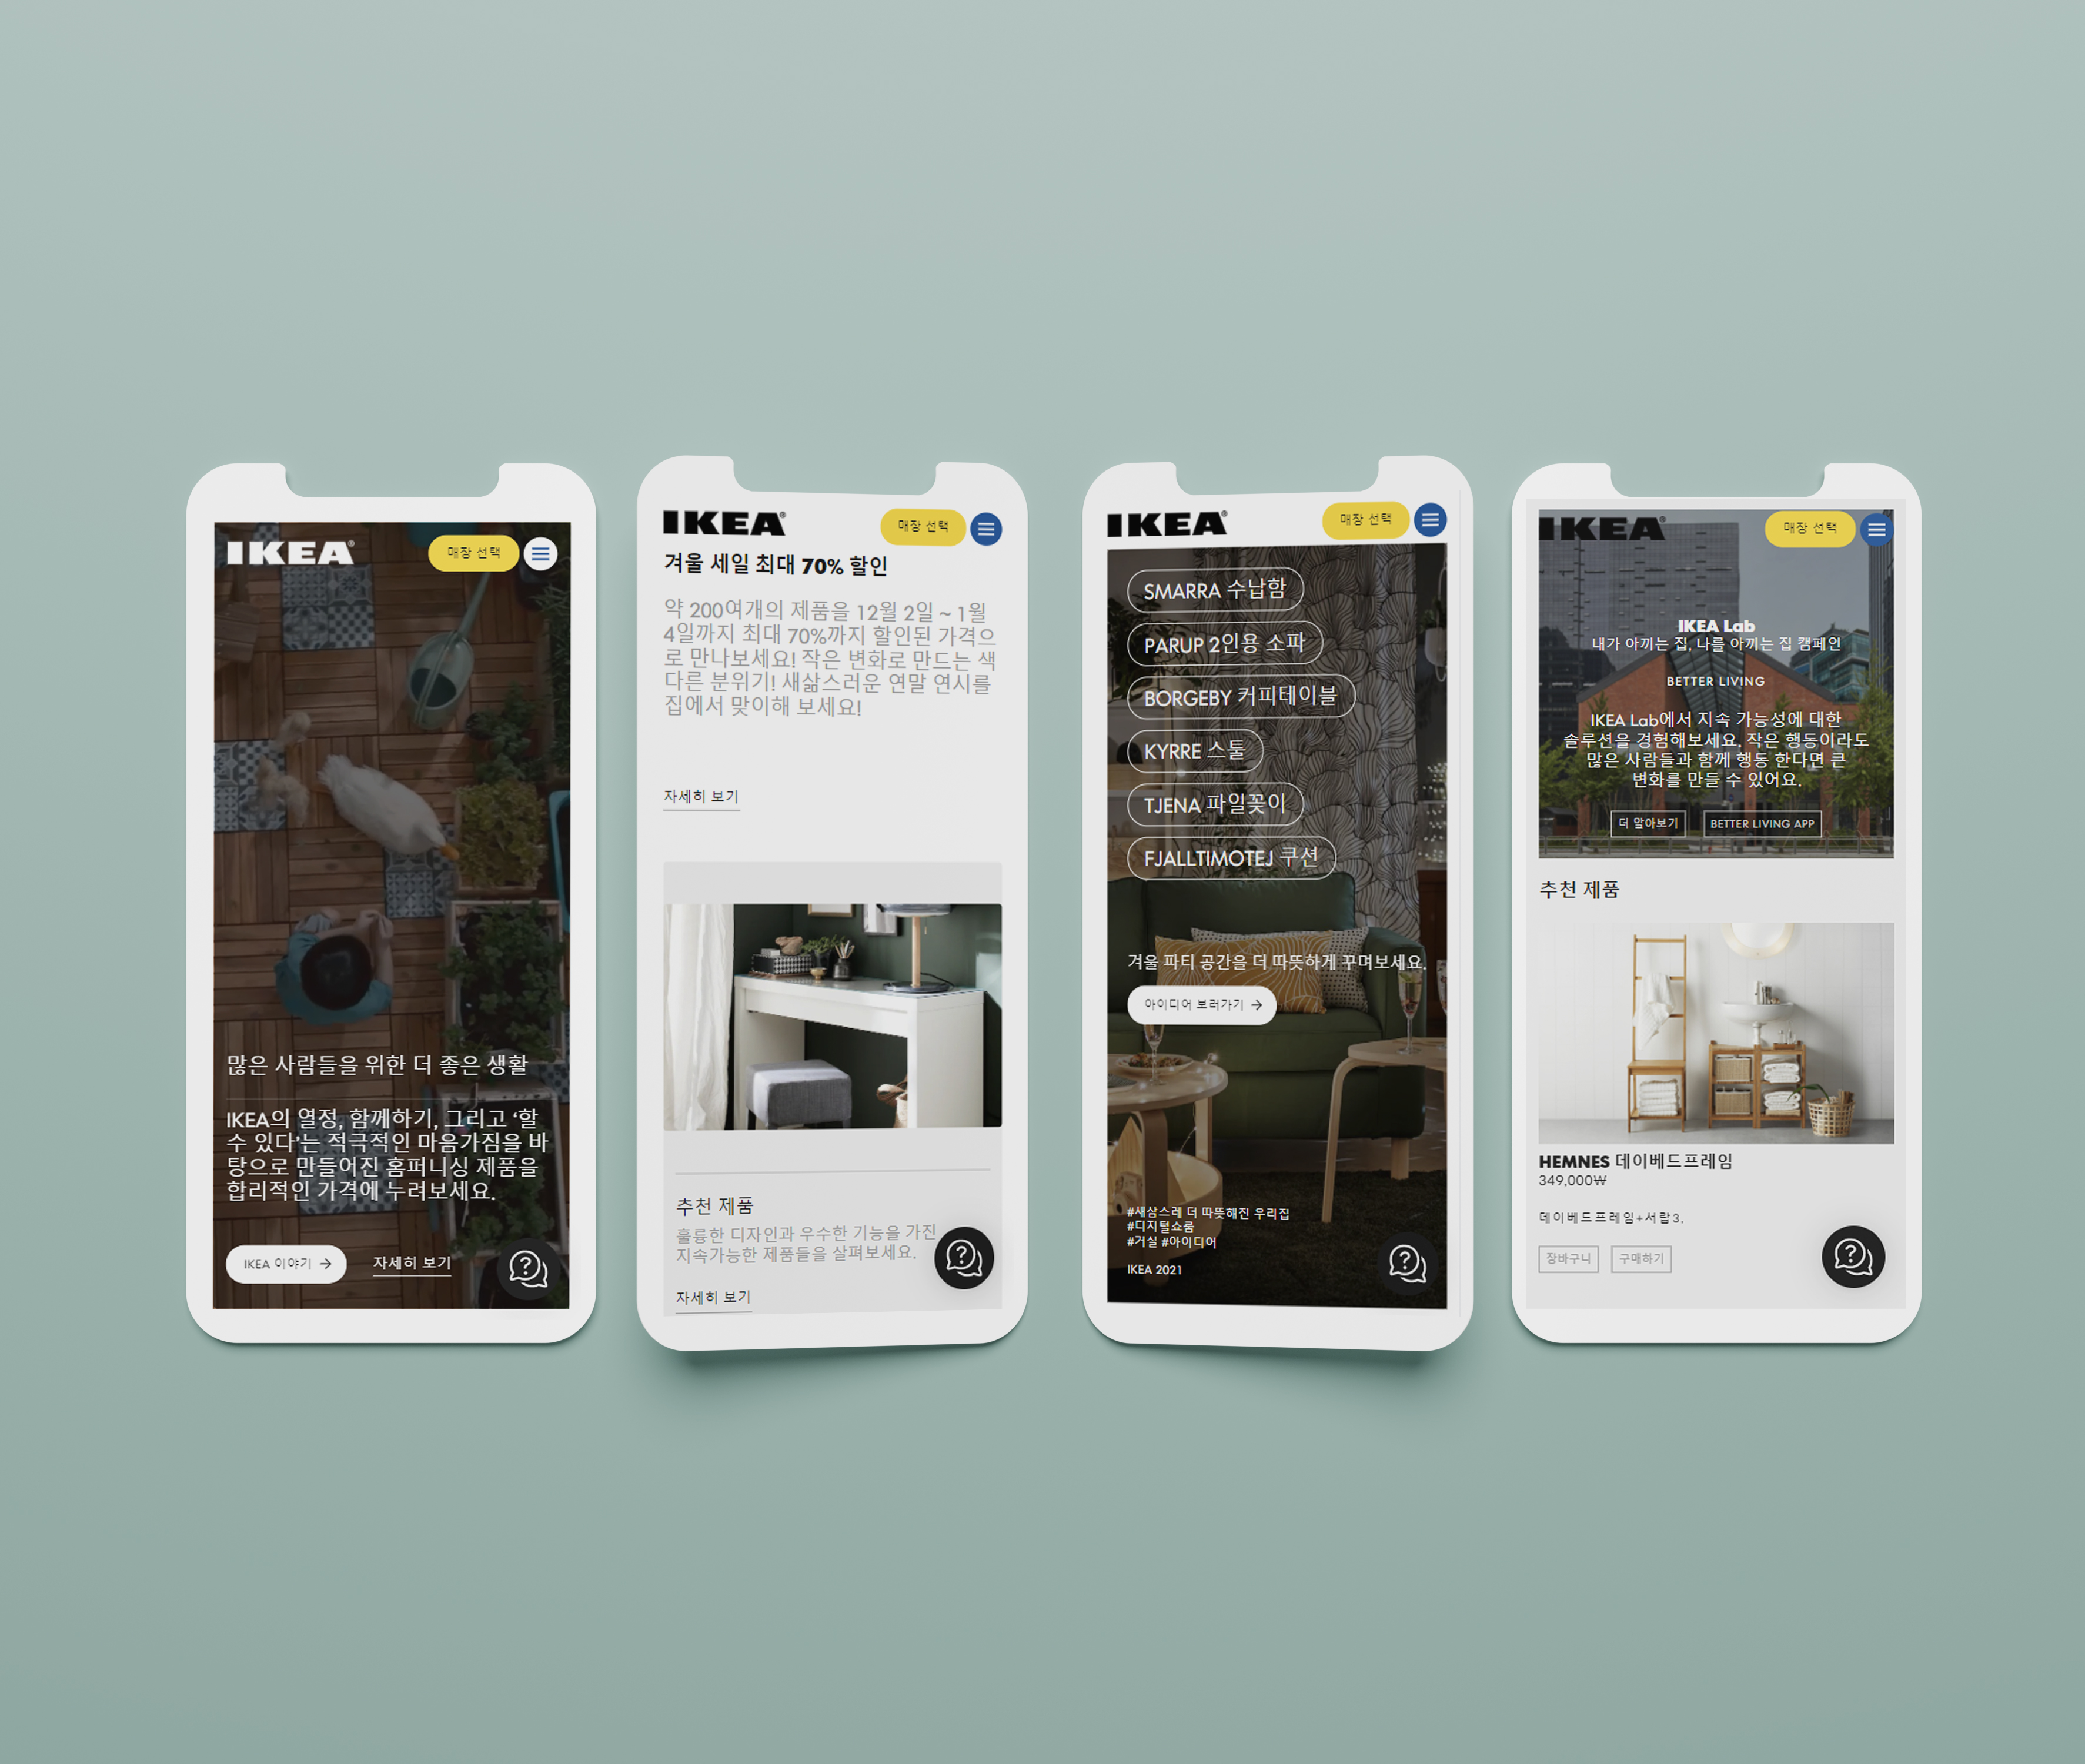 IKEA
매장 선택
많은 사람들을 위한 더 좋은 생활
IKEA의 열정, 함께하기, 그리고 ‘할
수 있다’는 적극적인 마음가짐을 바
탕으로 만들어진 홈퍼니싱 제품을
합리적인 가격에 누려보세요.
IKEA 이야기 →
자세히 보기
IKEA
매장 선택
겨울 세일 최대 70% 할인
약 200여개의 제품을 12월 2일 ~ 1월
4일까지 최대 70%까지 할인된 가격으
로 만나보세요! 작은 변화로 만드는 색
다른 분위기! 새삶스러운 연말 연시를
집에서 맞이해 보세요!
자세히 보기
추천 제품
훌륭한 디자인과 우수한 기능을 가진
지속가능한 제품들을 살펴보세요.
자세히 보기
IKEA
매장 선택
SMARRA 수납함
PARUP 2인용 소파
BORGEBY 커피테이블
KYRRE 스툴
TJENA 파일꽂이
FJALLTIMOTEJ 쿠션
겨울 파티 공간을 더 따뜻하게 꾸며보세요.
아이디어 보러가기 →
#새삼스레 더 따뜻해진 우리집
#디지털쇼룸
#거실 #아이디어
IKEA 2021
IKEA
매장 선택
IKEA Lab
내가 아끼는 집, 나를 아끼는 집 캠페인
BETTER LIVING
IKEA Lab에서 지속 가능성에 대한
솔루션을 경험해보세요. 작은 행동이라도
많은 사람들과 함께 행동 한다면 큰
변화를 만들 수 있어요.
더 알아보기
BETTER LIVING APP
추천 제품
HEMNES 데이베드프레임
349,000₩
데이베드프레임+서랍3,
장바구니
구매하기